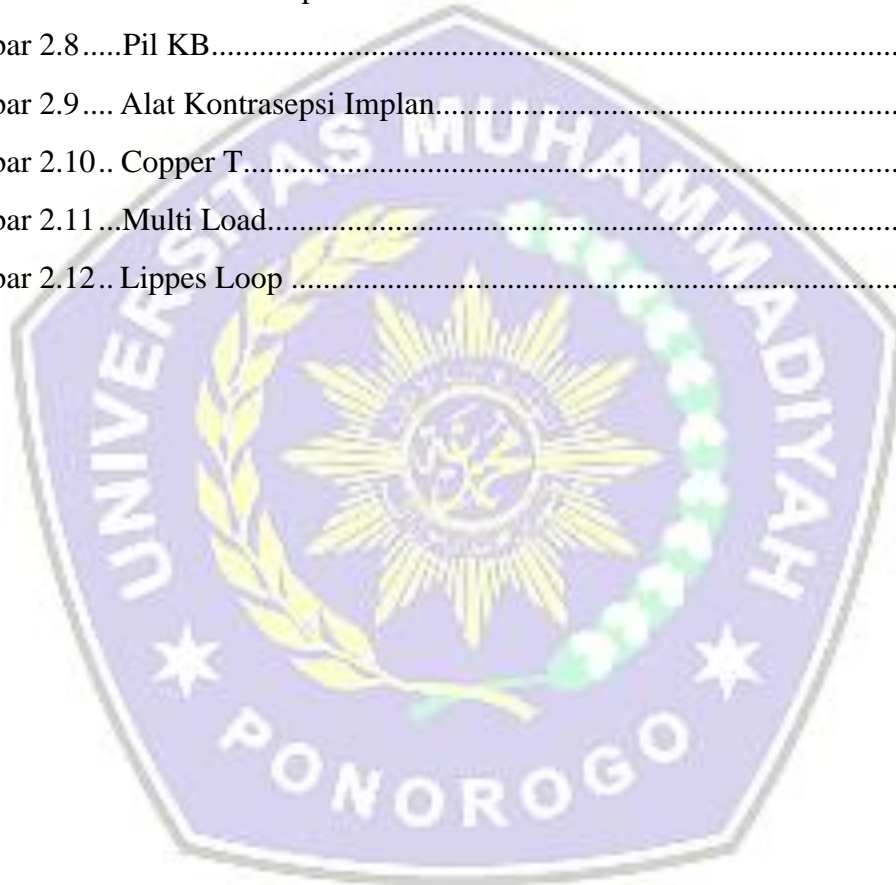 bar 2.8.....Pil KB..........................................................................................
bar 2.9.... Alat Kontrasepsi Implan............................................................
bar 2.10.. Copper T......................................................................................
bar 2.11...Multi Load...................................................................................
bar 2.12.. Lippes Loop ................................................................................
UNIVERSITAS MUHAMMADIYAH
PONOROGO